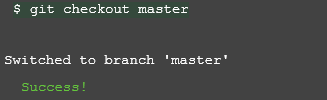 $ git checkout master
Switched to branch 'master'
Success!